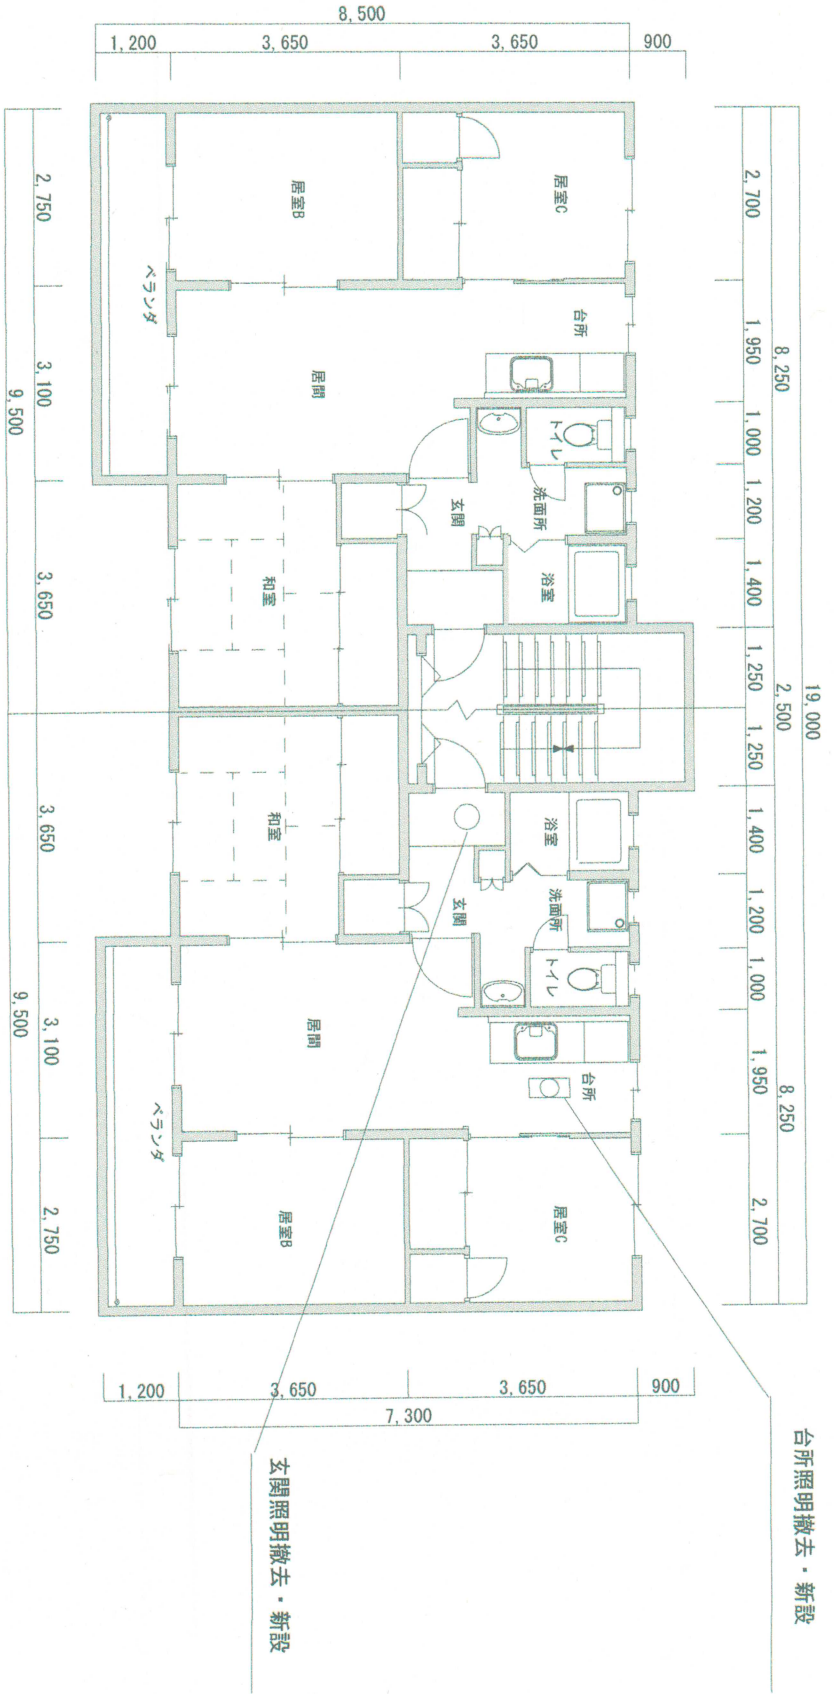 8,500
1,200
3,650
3,650
900
19,000
8,250
2,500
8,250
2,700
1,950
1,000
1,200
1,400
1,250
1,250
1,400
1,200
1,000
1,950
2,700
居室C
台所
トイレ
洗面所
浴室
浴室
洗面所
トイレ
台所
居室C
玄関
玄関
居室B
居間
和室
和室
居間
居室B
ベランダ
ベランダ
2,750
3,100
3,650
3,650
3,100
2,750
9,500
9,500
1,200
3,650
3,650
900
7,300
台所照明撤去・新設
玄関照明撤去・新設